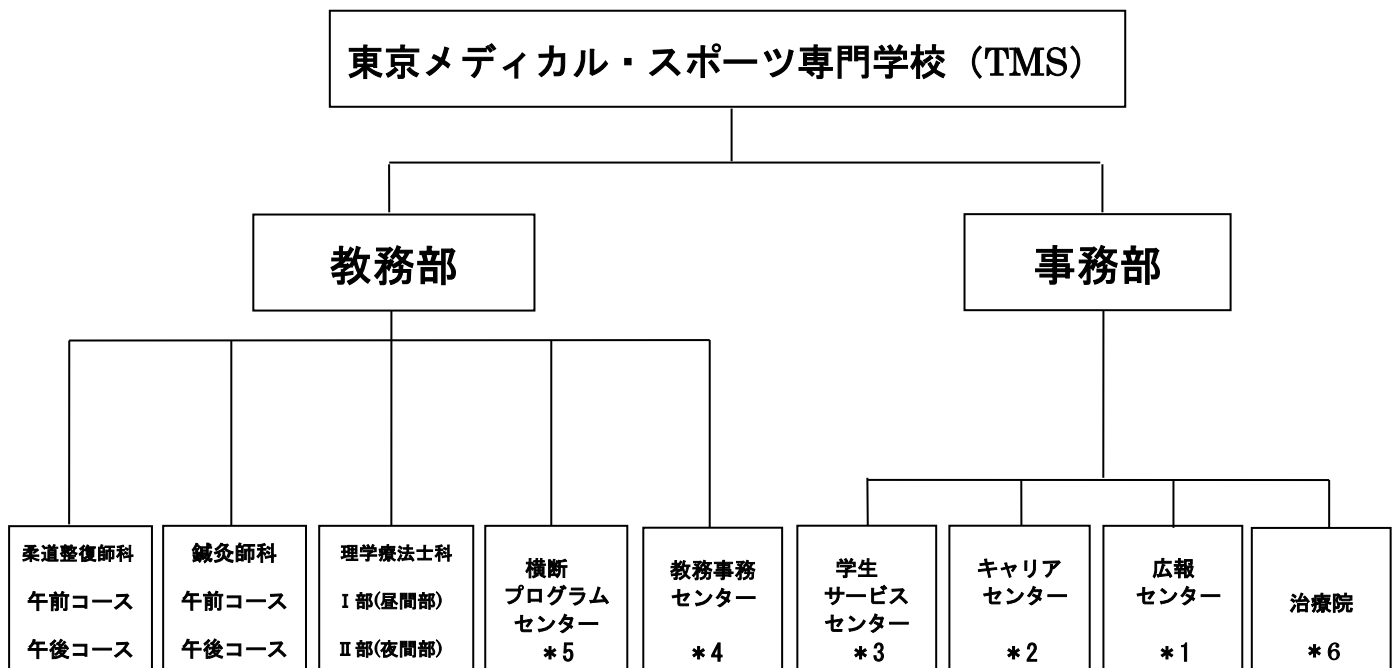 東京メディカル・スポーツ専門学校（TMS）
教務部
事務部
柔道整復師科
午前コース
午後コース
鍼灸師科
午前コース
午後コース
理学療法士科
Ⅰ部(昼間部)
Ⅱ部(夜間部)
横断
プログラム
センター
＊5
教務事務
センター
＊4
学生
サービス
センター
＊3
キャリア
センター
＊2
広報
センター
＊1
治療院
＊6